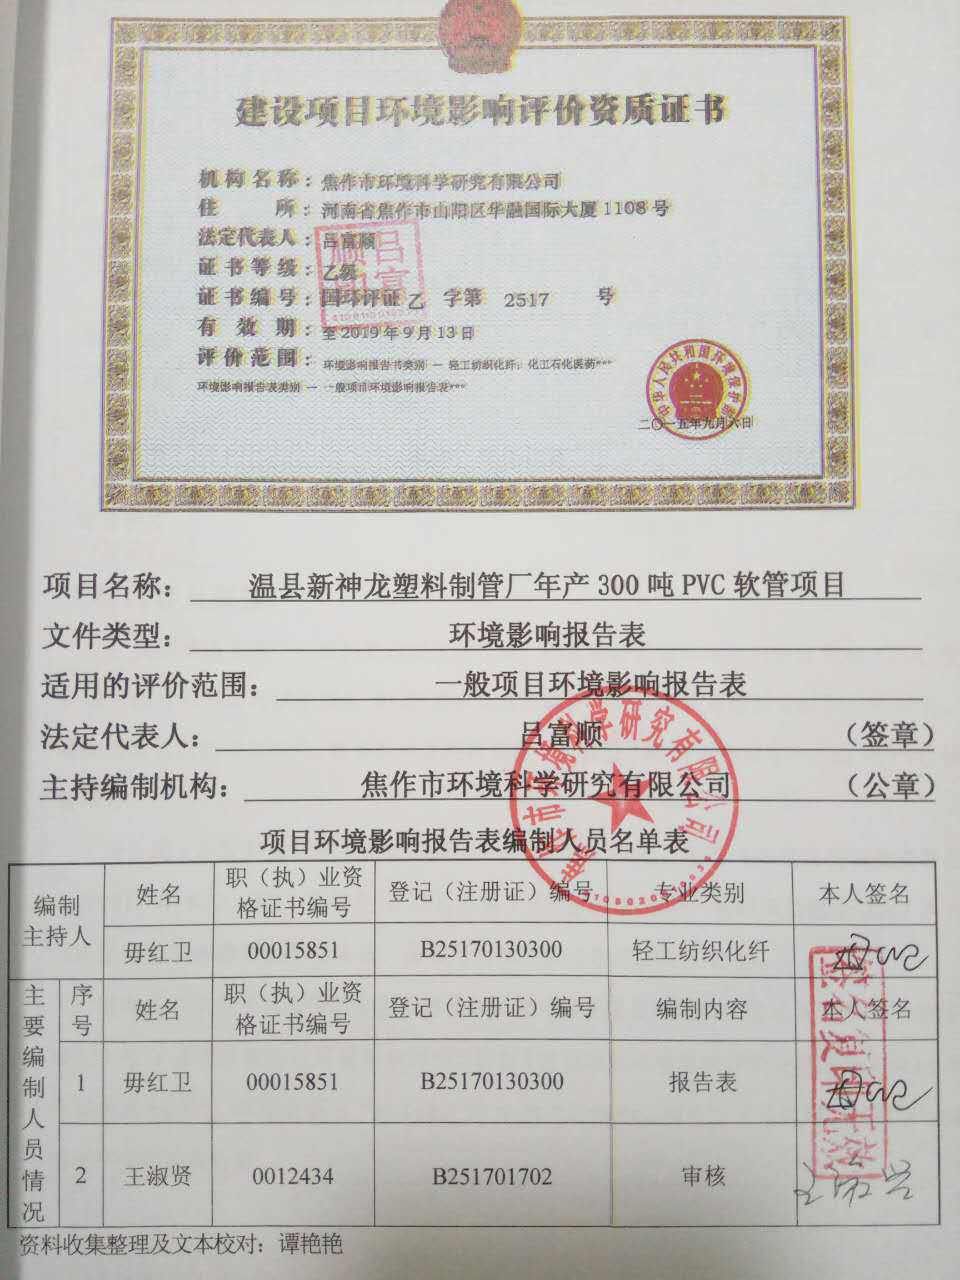 建设项目环境影响评价资质证书
机构名称：焦作市环境科学研究有限公司
住所：河南省焦作市山阳区华融国际大厦1108号
法定代表人：吕富顺
证书等级：乙级
证书编号：国环评证 乙 字第 2517 号
有效期：至2019年9月13日
评价范围：环境影响报告书类别 — 轻工纺织化纤；化工石化医药***
环境影响报告表类别 — 一般项目环境影响报告表***
二〇一五年九月六日
项目名称：温县新神龙塑料制管厂年产300吨PVC软管项目
文件类型：环境影响报告表
适用的评价范围：一般项目环境影响报告表
法定代表人：吕富顺（签章）
主持编制机构：焦作市环境科学研究有限公司（公章）
项目环境影响报告表编制人员名单表
编制主持人 姓名 职（执）业资格证书编号 登记（注册证）编号 专业类别 本人签名
毋红卫 00015851 B25170130300 轻工纺织化纤
主要编制人员情况 序号 姓名 职（执）业资格证书编号 登记（注册证）编号 编制内容 本人签名
1 毋红卫 00015851 B25170130300 报告表
2 王淑贤 0012434 B251701702 审核
资料收集整理及文本校对：谭艳艳